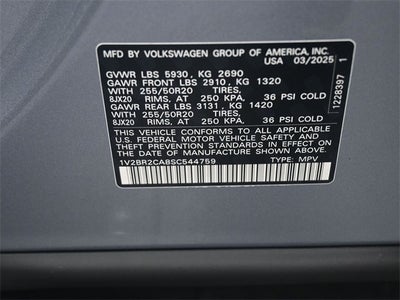 MFD BY VOLKSWAGEN GROUP OF AMERICA, INC.
USA 03/2025
GVWR LBS 5930, KG 2690
GAWR FRONT LBS 2910, KG 1320
WITH 255/50R20 TIRES,
8JX20 RIMS, AT 250 KPA, 36 PSI COLD
GAWR REAR LBS 3131, KG 1420
WITH 255/50R20 TIRES,
8JX20 RIMS, AT 250 KPA, 36 PSI COLD
THIS VEHICLE CONFORMS TO ALL APPLICABLE
U.S. FEDERAL MOTOR VEHICLE SAFETY AND
THEFT PREVENTION STANDARDS IN EFFECT ON
THE DATE OF MANUFACTURE SHOWN ABOVE.
1V2BR2CA8SC544759 TYPE: MPV
1228397 1